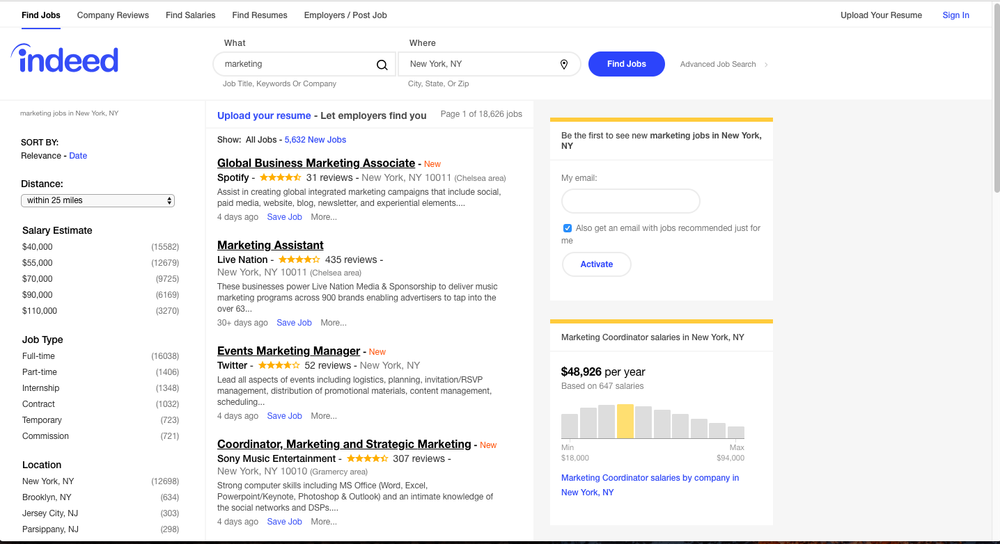 Find Jobs Company Reviews Find Salaries Find Resumes Employers / Post Job Upload Your Resume Sign In
indeed
What Where
marketing New York, NY Find Jobs Advanced Job Search
Job Title, Keywords Or Company City, State, Or Zip
marketing jobs in New York, NY
SORT BY:
Relevance - Date
Distance:
within 25 miles
Salary Estimate
$40,000 (15582)
$55,000 (12679)
$70,000 (9725)
$90,000 (6169)
$110,000 (3270)
Job Type
Full-time (16038)
Part-time (1406)
Internship (1348)
Contract (1032)
Temporary (723)
Commission (721)
Location
New York, NY (12698)
Brooklyn, NY (634)
Jersey City, NJ (303)
Parsippany, NJ (298)
Upload your resume - Let employers find you Page 1 of 18,626 jobs
Show: All Jobs - 5,632 New Jobs
Global Business Marketing Associate - New
Spotify - 31 reviews - New York, NY 10011 (Chelsea area)
Assist in creating global integrated marketing campaigns that include social,
paid media, website, blog, newsletter, and experiential elements....
4 days ago Save Job More...
Marketing Assistant
Live Nation - 435 reviews -
New York, NY 10011 (Chelsea area)
These businesses power Live Nation Media & Sponsorship to deliver music
marketing programs across 900 brands enabling advertisers to tap into the
over 63...
30+ days ago Save Job More...
Events Marketing Manager - New
Twitter - 52 reviews - New York, NY
Lead all aspects of events including logistics, planning, invitation/RSVP
management, distribution of promotional materials, content management,
scheduling...
4 days ago Save Job More...
Coordinator, Marketing and Strategic Marketing - New
Sony Music Entertainment - 307 reviews -
New York, NY 10010 (Gramercy area)
Strong computer skills including MS Office (Word, Excel,
Powerpoint/Keynote, Photoshop & Outlook) and an intimate knowledge of
the social networks and DSPs....
4 days ago Save Job More...
Be the first to see new marketing jobs in New York,
NY
My email:
Also get an email with jobs recommended just for
me
Activate
Marketing Coordinator salaries in New York, NY
$48,926 per year
Based on 647 salaries
Min Max
$18,000 $94,000
Marketing Coordinator salaries by company in
New York, NY